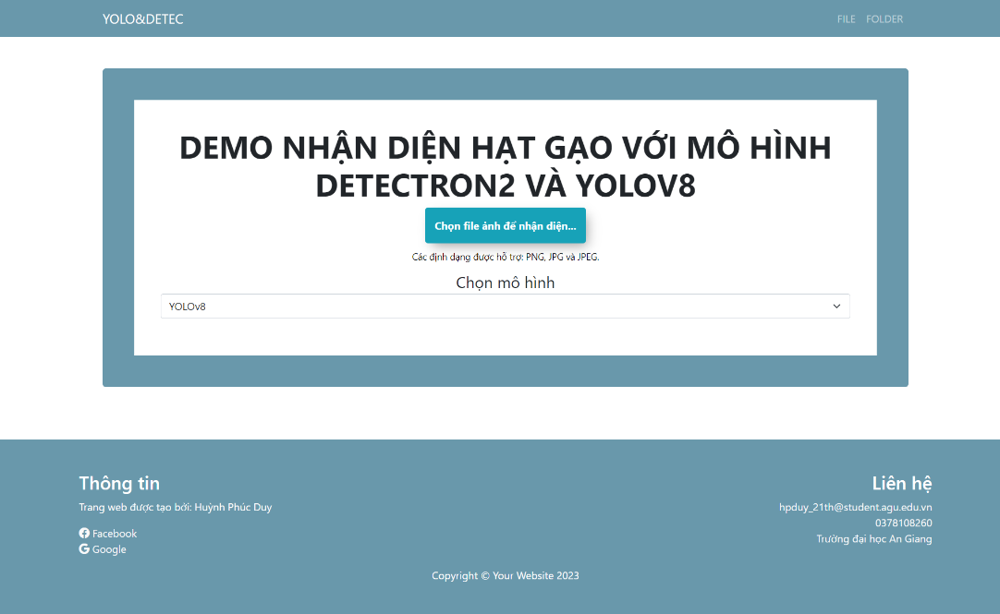 YOLO&DETEC
FILE
FOLDER
DEMO NHẬN DIỆN HẠT GẠO VỚI MÔ HÌNH
DETECTRON2 VÀ YOLOV8
Chọn file ảnh để nhận diện...
Các định dạng được hỗ trợ: PNG, JPG và JPEG.
Chọn mô hình
YOLOv8
Thông tin
Trang web được tạo bởi: Huỳnh Phúc Duy
Facebook
Google
Liên hệ
hpduy_21th@student.agu.edu.vn
0378108260
Trường đại học An Giang
Copyright © Your Website 2023